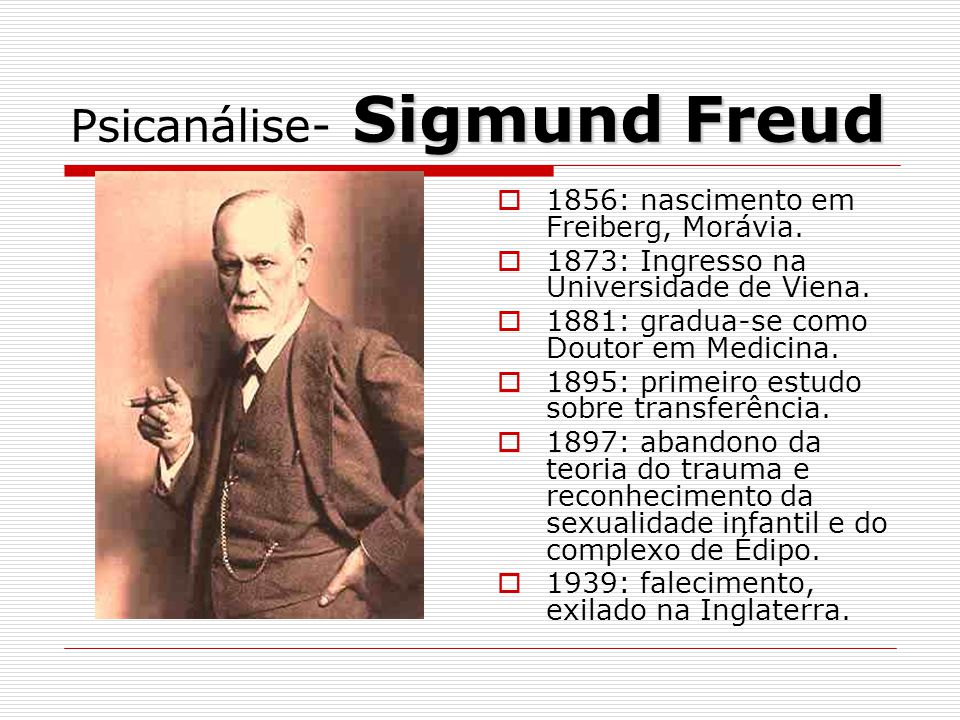 Psicanálise- Sigmund Freud
1856: nascimento em
Freiberg, Morávia.
1873: Ingresso na
Universidade de Viena.
1881: gradua-se como
Doutor em Medicina.
1895: primeiro estudo
sobre transferência.
1897: abandono da
teoria do trauma e
reconhecimento da
sexualidade infantil e do
complexo de Édipo.
1939: falecimento,
exilado na Inglaterra.